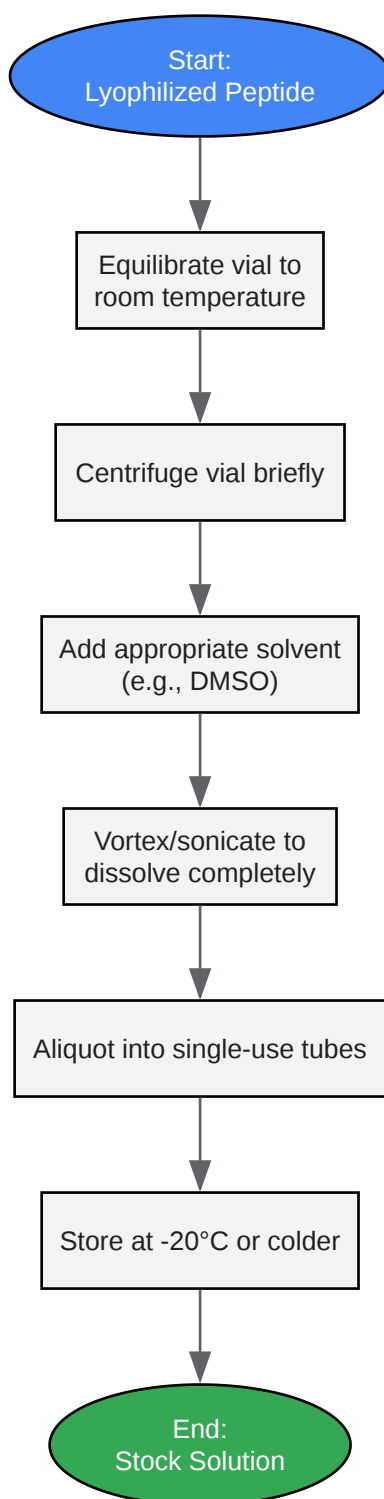 Start:
Lyophilized Peptide
Equilibrate vial to
room temperature
Centrifuge vial briefly
Add appropriate solvent
(e.g., DMSO)
Vortex/sonicate to
dissolve completely
Aliquot into single-use tubes
Store at -20°C or colder
End:
Stock Solution